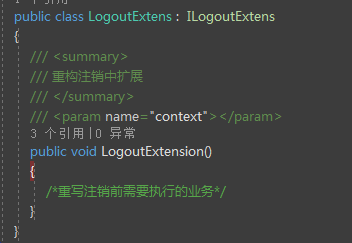 public class LogoutExtens : ILogoutExtens
{
/// <summary>
/// 重构注销中扩展
/// </summary>
/// <param name="context"></param>
3 个引用|0 异常
public void LogoutExtension()
{
/*重写注销前需要执行的业务*/
}
}